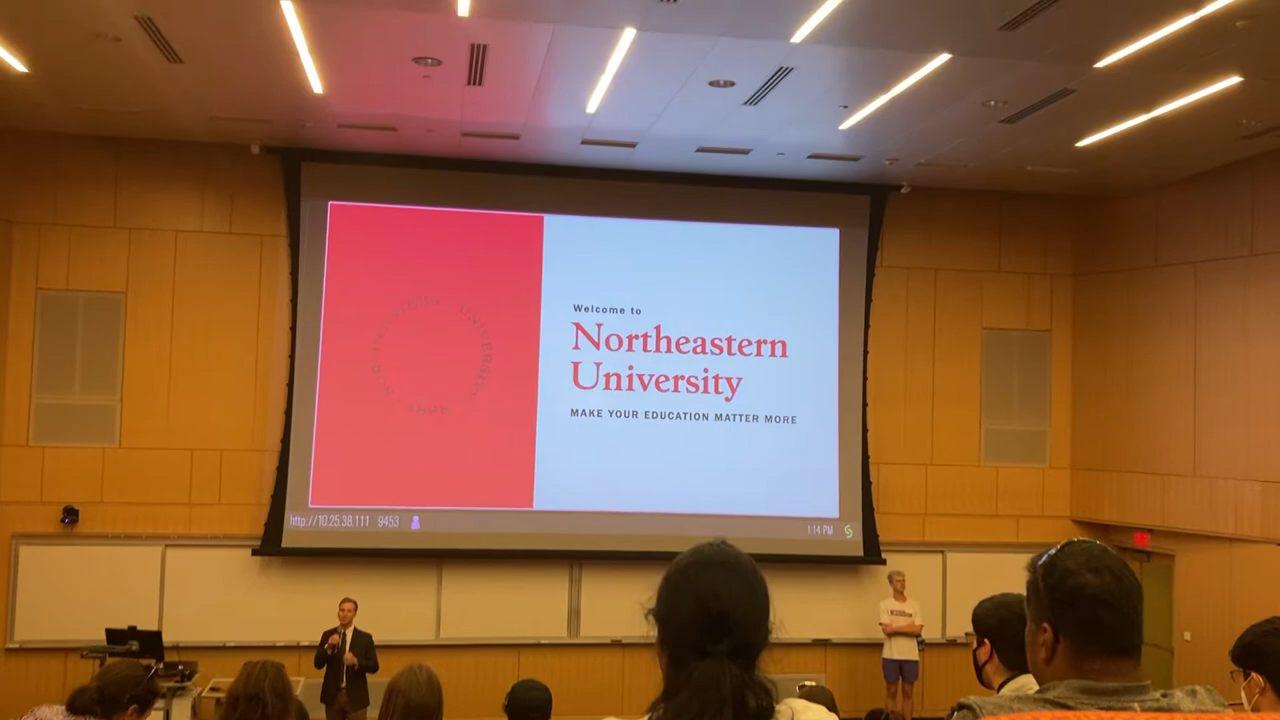 Welcome to
Northeastern
University
MAKE YOUR EDUCATION MATTER MORE
http://10.25.38.111 9453
1:14 PM